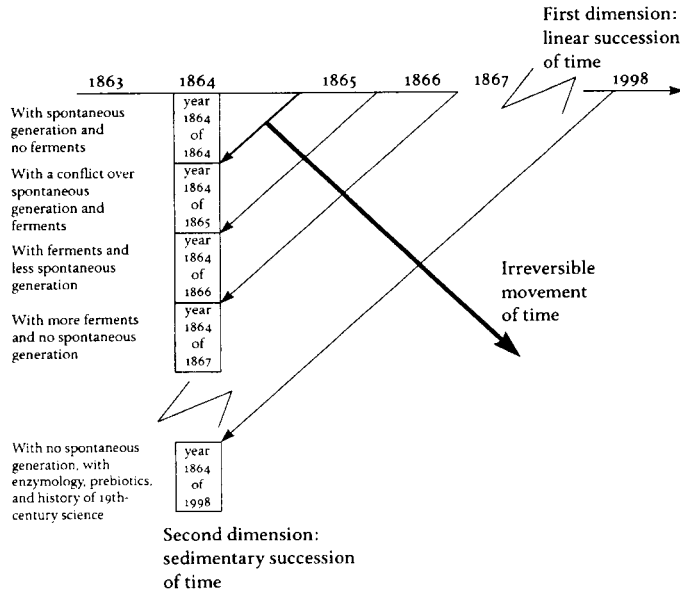 First dimension:
linear succession
of time
1863
1864
1865
1866
1867
1998
With spontaneous
generation and
no ferments
year
1864
of
1864
With a conflict over
spontaneous
generation and
ferments
year
1864
of
1865
With ferments and
less spontaneous
generation
year
1864
of
1866
With more ferments
and no spontaneous
generation
year
1864
of
1867
Irreversible
movement
of time
With no spontaneous
generation, with
enzymology, prebiotics,
and history of 19th-
century science
year
1864
of
1998
Second dimension:
sedimentary succession
of time